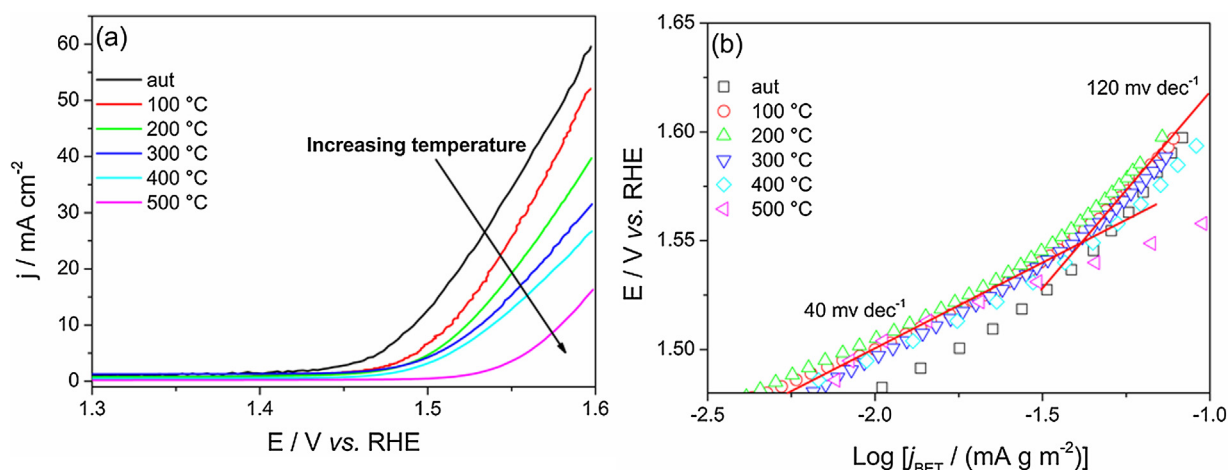 (a)
60
50
40
30
20
10
0
j / mA cm⁻²
aut
100 °C
200 °C
300 °C
400 °C
500 °C
Increasing temperature
1.3
1.4
1.5
1.6
E / V vs. RHE
(b)
1.65
1.60
1.55
1.50
E / V vs. RHE
aut
100 °C
200 °C
300 °C
400 °C
500 °C
120 mv dec⁻¹
40 mv dec⁻¹
-2.5
-2.0
-1.5
-1.0
Log [j_BET / (mA g m⁻²)]